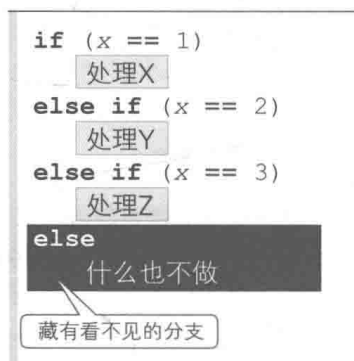 if (x == 1)
处理X
else if (x == 2)
处理Y
else if (x == 3)
处理Z
else
什么也不做
藏有看不见的分支